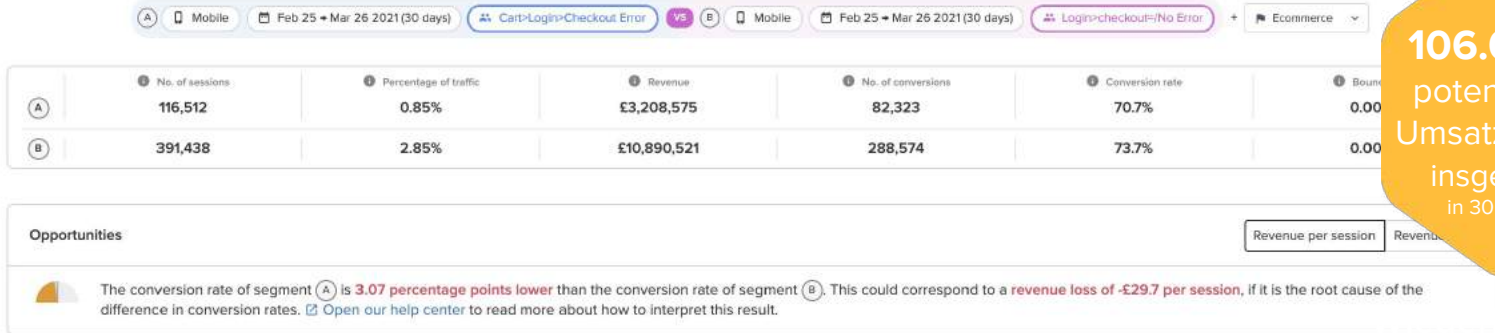 A Mobile Feb 25 → Mar 26 2021 (30 days) Cart>Login>Checkout Error VS B Mobile Feb 25 → Mar 26 2021 (30 days) Login>checkout=/No Error + Ecommerce
No. of sessions Percentage of traffic Revenue No. of conversions Conversion rate
A 116,512 0.85% £3,208,575 82,323 70.7% 0.00
B 391,438 2.85% £10,890,521 288,574 73.7% 0.00
106.
in 30
Opportunities
Revenue per session
The conversion rate of segment A is 3.07 percentage points lower than the conversion rate of segment B. This could correspond to a revenue loss of -£29.7 per session, if it is the root cause of the
difference in conversion rates. Open our help center to read more about how to interpret this result.